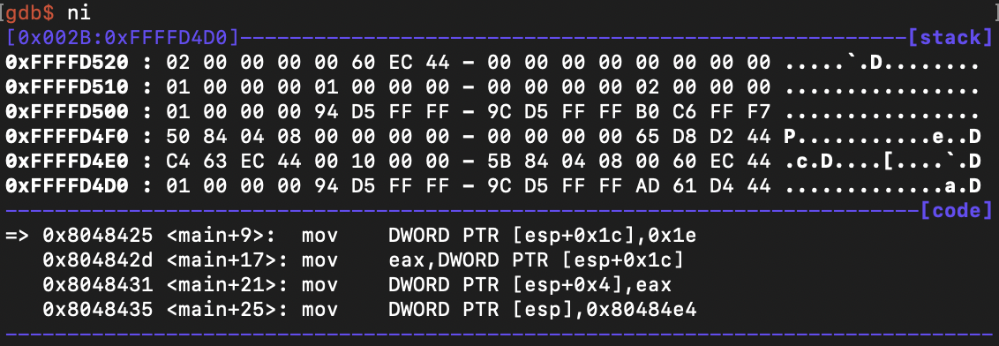 gdb$ ni
[0x002B:0xFFFFD4D0]------------------------------------------------------[stack]
0xFFFFD520 : 02 00 00 00 00 60 EC 44 - 00 00 00 00 00 00 00 00 .....`.D........
0xFFFFD510 : 01 00 00 00 01 00 00 00 - 00 00 00 00 02 00 00 00 ................
0xFFFFD500 : 01 00 00 00 94 D5 FF FF - 9C D5 FF FF B0 C6 FF F7 ................
0xFFFFD4F0 : 50 84 04 08 00 00 00 00 - 00 00 00 00 65 D8 D2 44 P...........e..D
0xFFFFD4E0 : C4 63 EC 44 00 10 00 00 - 5B 84 04 08 00 60 EC 44 .c.D....[....`.D
0xFFFFD4D0 : 01 00 00 00 94 D5 FF FF - 9C D5 FF FF AD 61 D4 44 .............a.D
--------------------------------------------------------------------------[code]
=> 0x8048425 <main+9>: mov DWORD PTR [esp+0x1c],0x1e
0x804842d <main+17>: mov eax,DWORD PTR [esp+0x1c]
0x8048431 <main+21>: mov DWORD PTR [esp+0x4],eax
0x8048435 <main+25>: mov DWORD PTR [esp],0x80484e4
--------------------------------------------------------------------------------